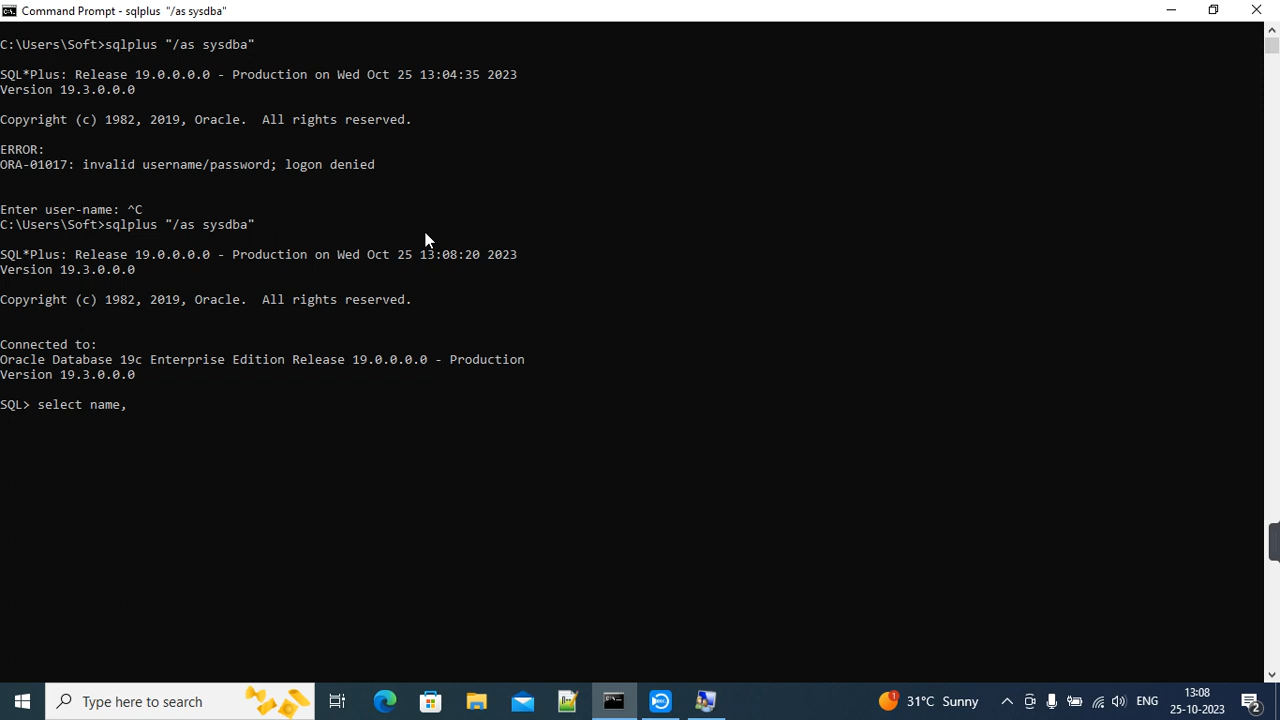 Command Prompt - sqlplus "/as sysdba"
C:\Users\Soft>sqlplus "/as sysdba"
SQL*Plus: Release 19.0.0.0.0 - Production on Wed Oct 25 13:04:35 2023
Version 19.3.0.0.0
Copyright (c) 1982, 2019, Oracle.  All rights reserved.
ERROR:
ORA-01017: invalid username/password; logon denied
Enter user-name: ^C
C:\Users\Soft>sqlplus "/as sysdba"
SQL*Plus: Release 19.0.0.0.0 - Production on Wed Oct 25 13:08:20 2023
Version 19.3.0.0.0
Copyright (c) 1982, 2019, Oracle.  All rights reserved.
Connected to:
Oracle Database 19c Enterprise Edition Release 19.0.0.0.0 - Production
Version 19.3.0.0.0
SQL> select name,
Type here to search
1
31°C Sunny
ENG
13:08
25-10-2023
2